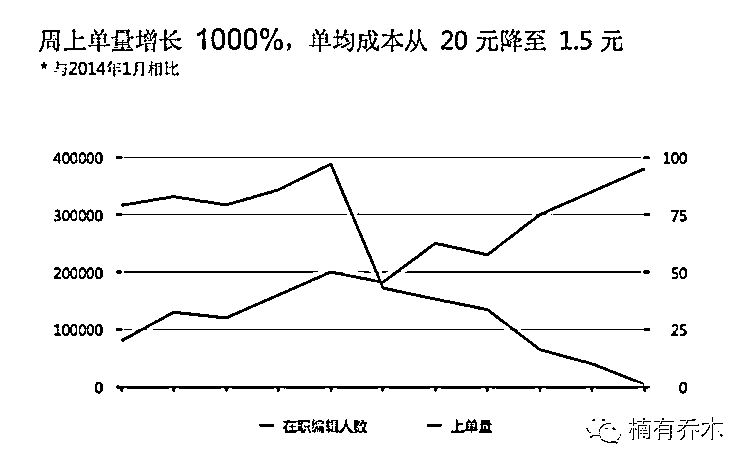 周上单量增长 1000%，单均成本从 20 元降至 1.5 元
* 与2014年1月相比
400000 100
300000 75
200000 50
100000 25
0 0
在职编辑人数 上单量
楠有乔木